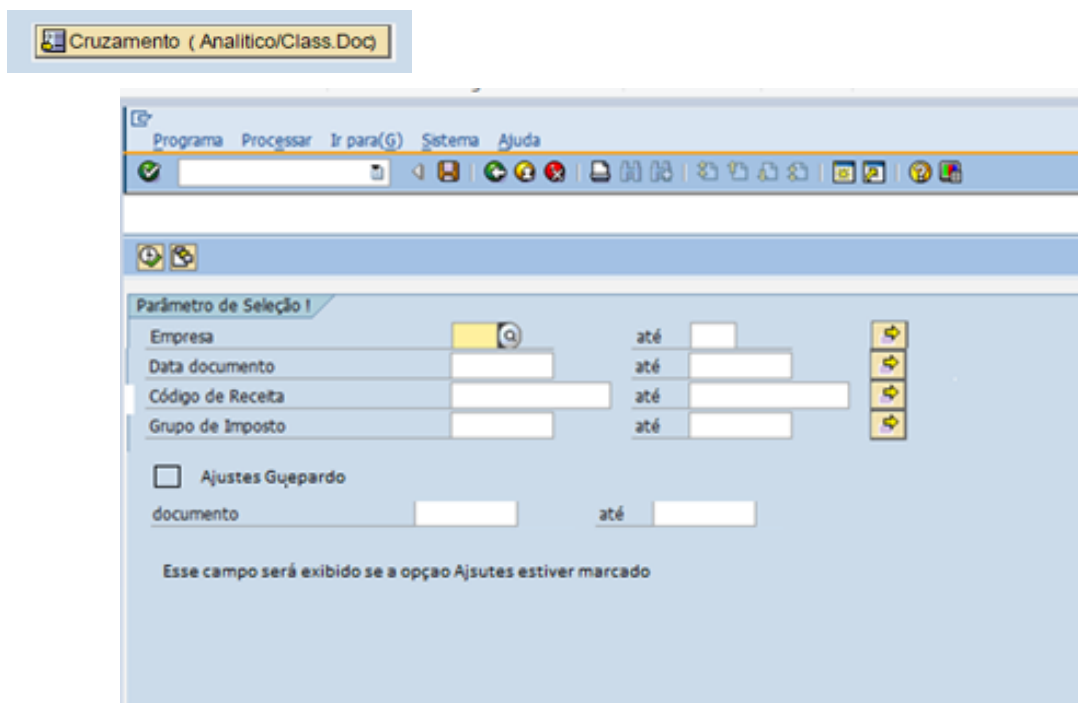 Cruzamento ( Analitico/Class.Doc)
Programa Processar Ir para(G) Sistema Ajuda
Parâmetro de Seleção !
Empresa até
Data documento até
Código de Receita até
Grupo de Imposto até
Ajustes Guepardo
documento até
Esse campo será exibido se a opçao Ajsutes estiver marcado